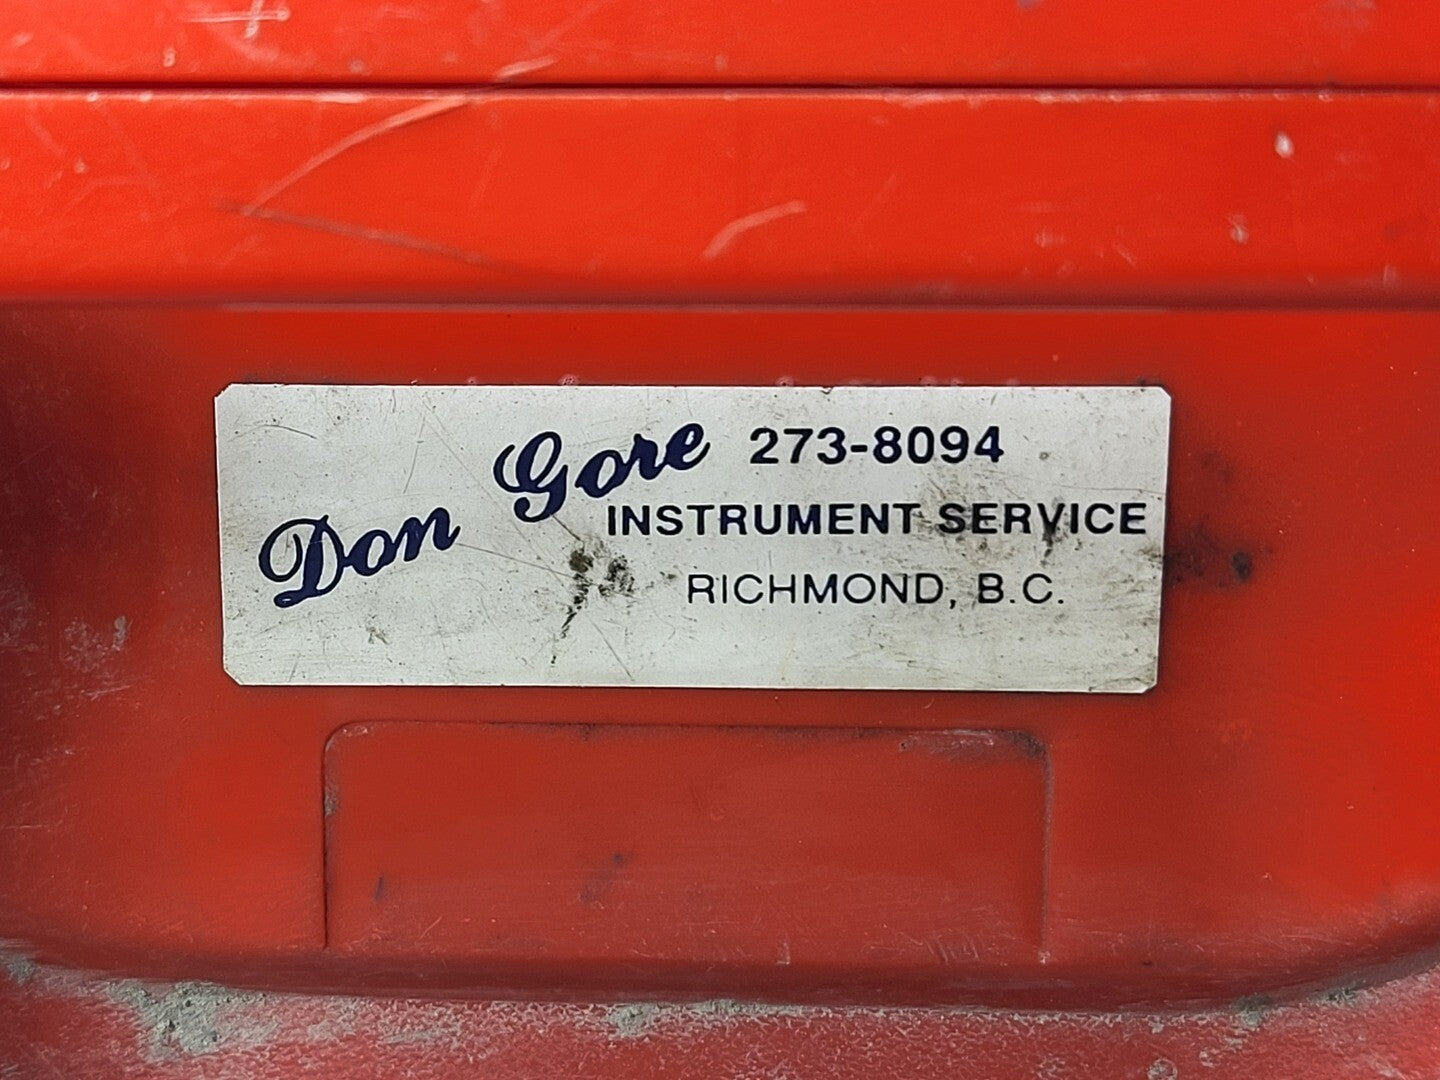 Don Gore 273-8094
INSTRUMENT SERVICE
RICHMOND, B.C.